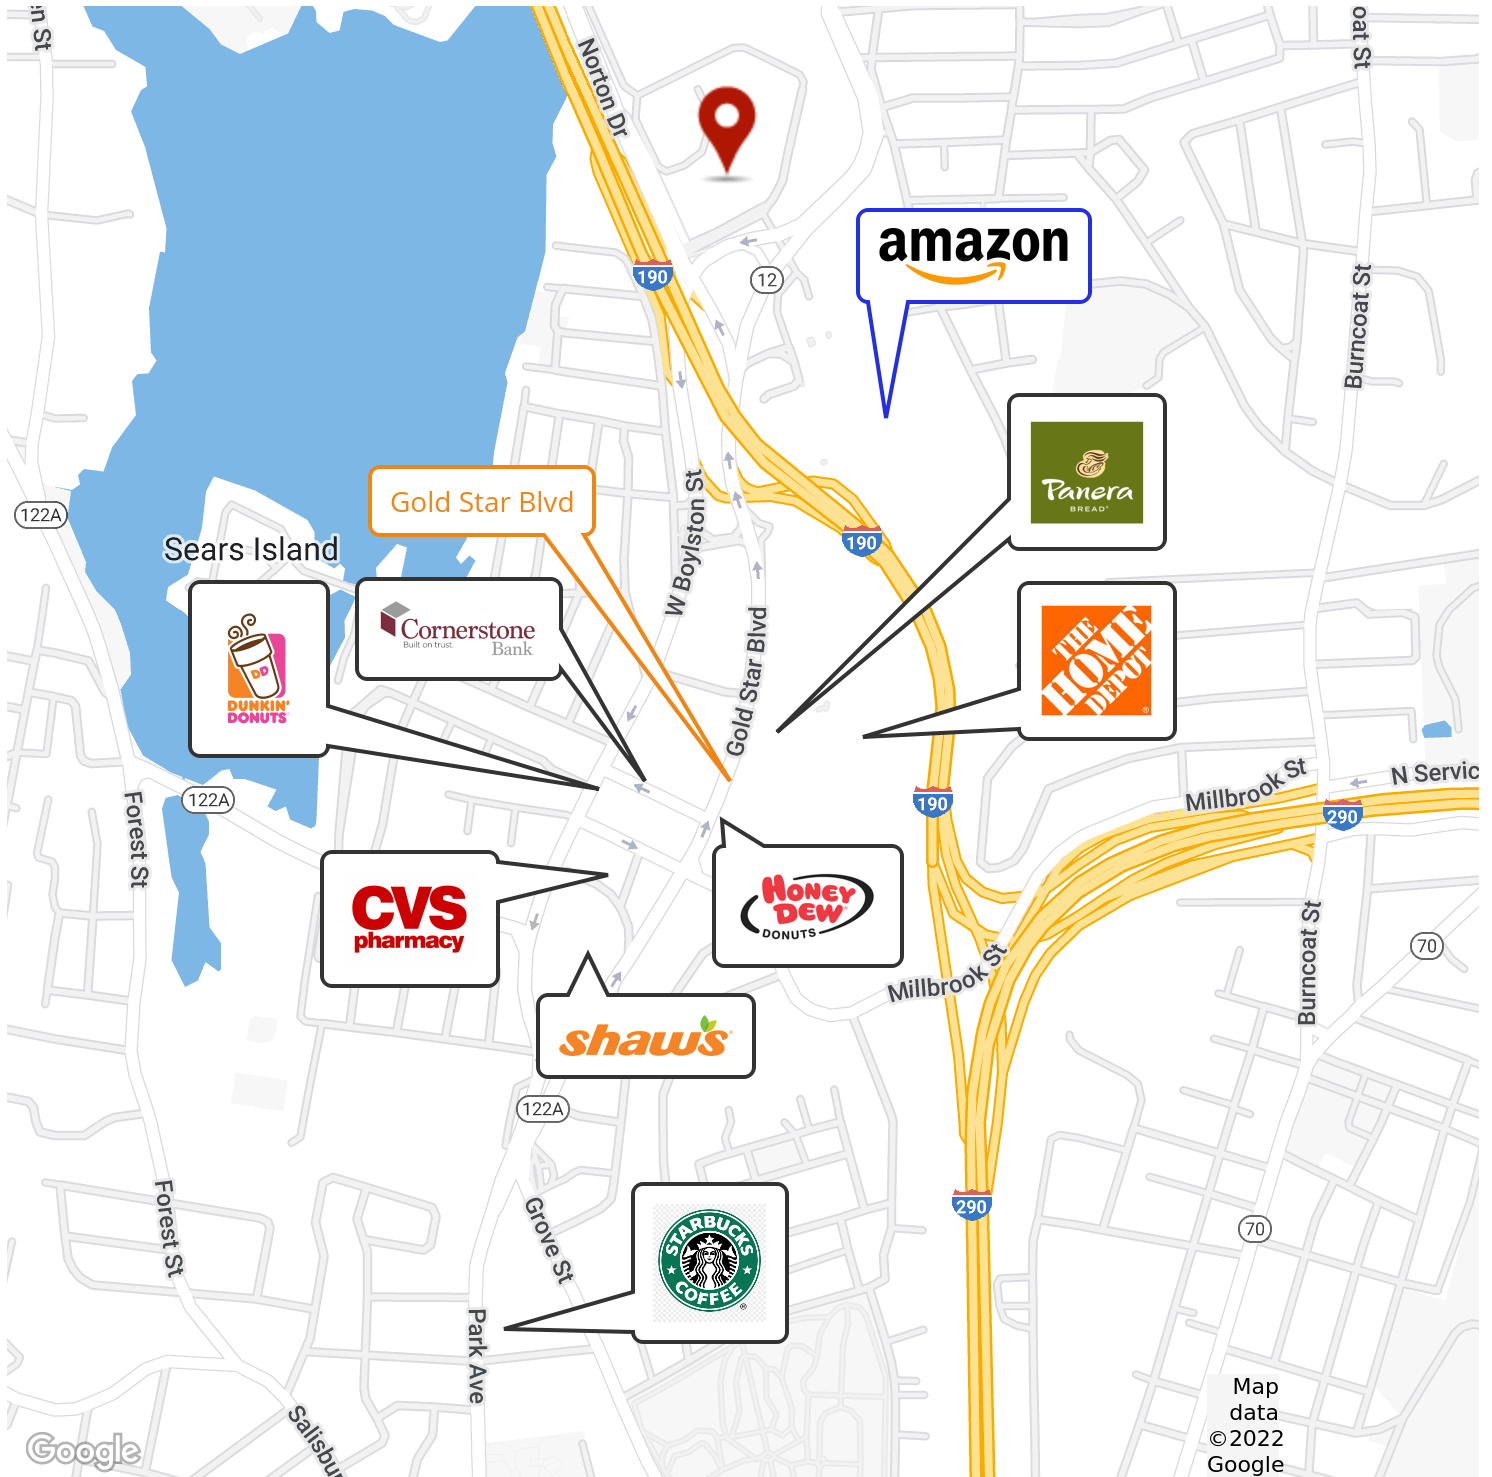 en St
Norton Dr
oat St
190
12
amazon
Burncoat St
Panera
BREAD®
Gold Star Blvd
122A
W Boylston St
190
Sears Island
Cornerstone
Built on trust.
Bank
DD
DUNKIN'
DONUTS
Gold Star Blvd
THE
HOME
DEPOT
®
122A
190
Millbrook St
N Servic
290
Forest St
CVS
pharmacy
HONEY
DEW
DONUTS
Burncoat St
70
Millbrook St
shaw's
122A
Forest St
Grove St
STARBUCKS
COFFEE
®
290
70
Park Ave
Salisbur
Google
Map
data
©2022
Google